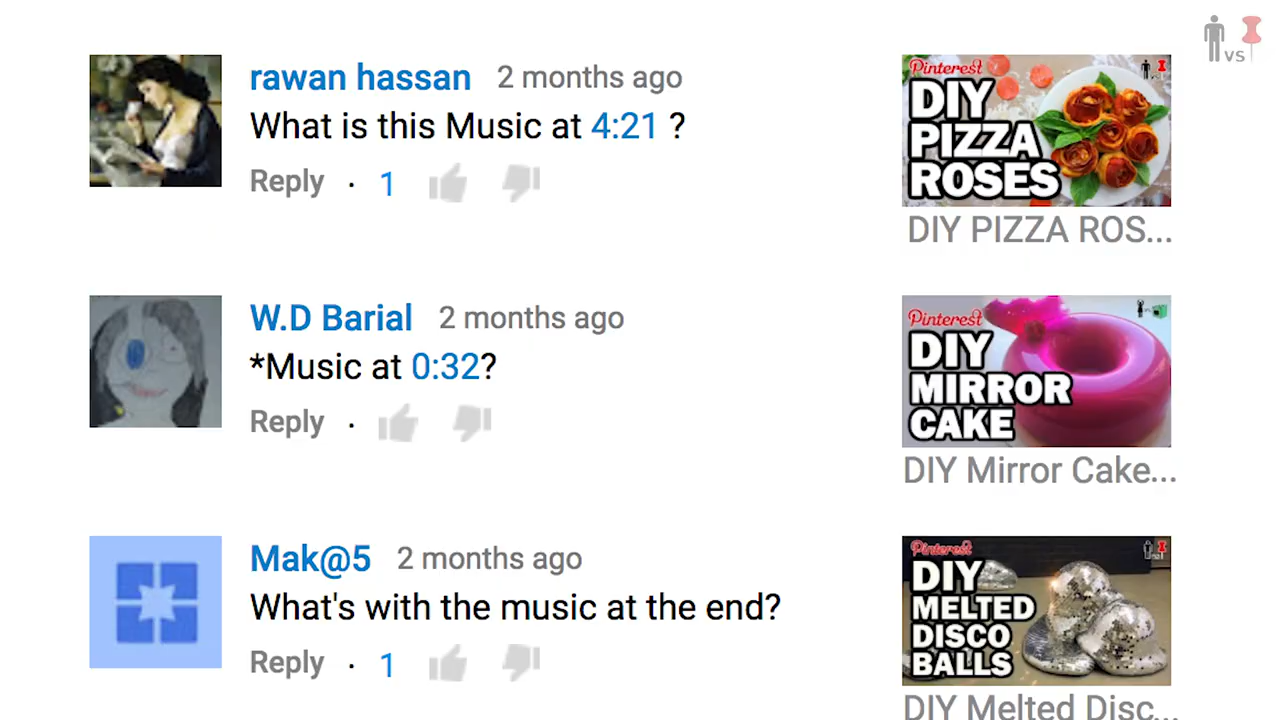 vs
rawan hassan 2 months ago
What is this Music at 4:21 ?
Reply · 1
Pinterest
DIY
PIZZA
ROSES
DIY PIZZA ROS...
W.D Barial 2 months ago
*Music at 0:32?
Reply ·
Pinterest
DIY
MIRROR
CAKE
DIY Mirror Cake...
Mak@5 2 months ago
What's with the music at the end?
Reply · 1
Pinterest
DIY
MELTED
DISCO
BALLS
DIY Melted Disc...